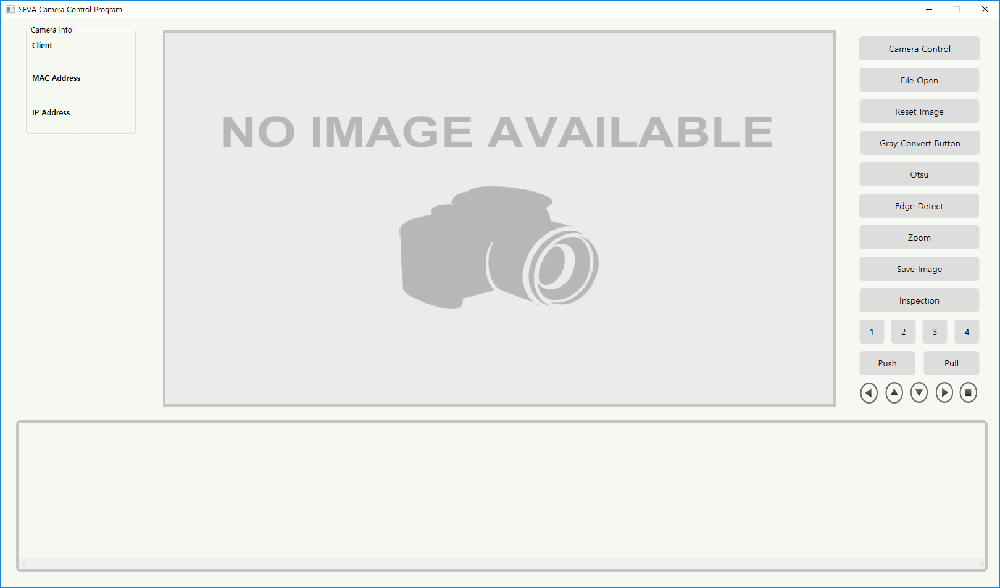 SEVA Camera Control Program
Camera Info
Client
MAC Address
IP Address
NO IMAGE AVAILABLE
Camera Control
File Open
Reset Image
Gray Convert Button
Otsu
Edge Detect
Zoom
Save Image
Inspection
1 2 3 4
Push Pull